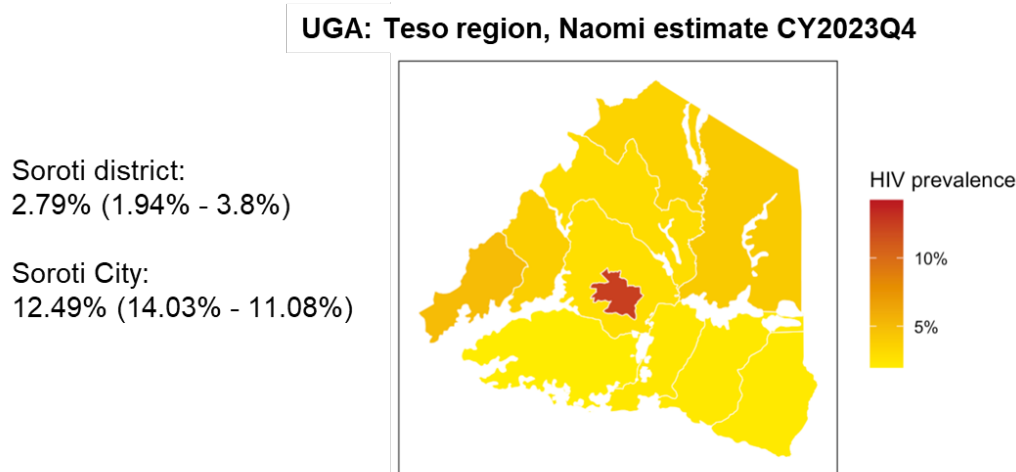 UGA: Teso region, Naomi estimate CY2023Q4
Soroti district:
2.79% (1.94% - 3.8%)
Soroti City:
12.49% (14.03% - 11.08%)
HIV prevalence
10%
5%